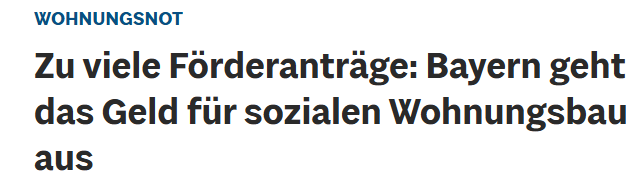 WOHNUNGSNOT
Zu viele Förderanträge: Bayern geht
das Geld für sozialen Wohnungsbau
aus